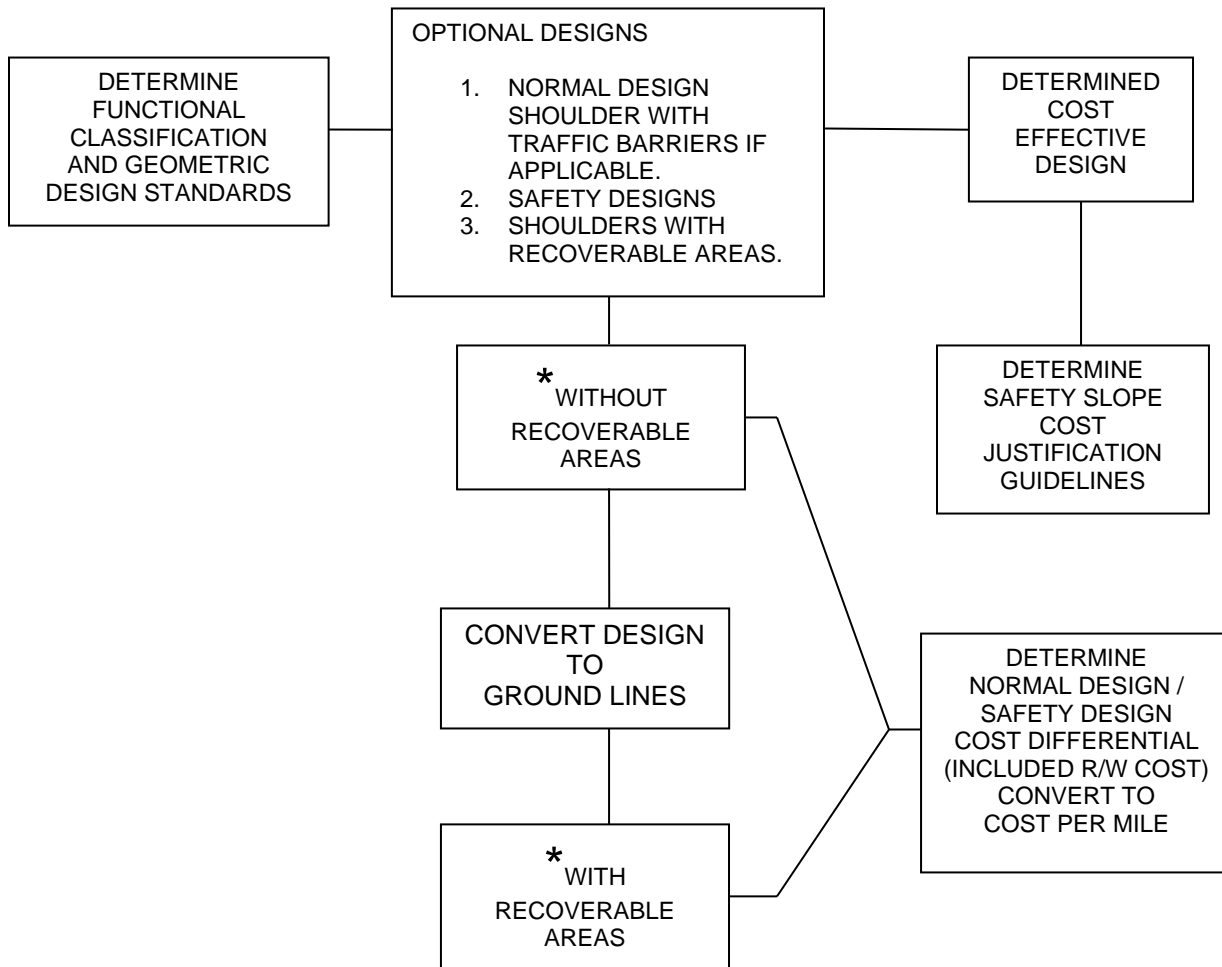 DETERMINE
FUNCTIONAL
CLASSIFICATION
AND GEOMETRIC
DESIGN STANDARDS
OPTIONAL DESIGNS
1. NORMAL DESIGN
SHOULDER WITH
TRAFFIC BARRIERS IF
APPLICABLE.
2. SAFETY DESIGNS
3. SHOULDERS WITH
RECOVERABLE AREAS.
DETERMINED
COST
EFFECTIVE
DESIGN
*WITHOUT
RECOVERABLE
AREAS
DETERMINE
SAFETY SLOPE
COST
JUSTIFICATION
GUIDELINES
CONVERT DESIGN
TO
GROUND LINES
DETERMINE
NORMAL DESIGN /
SAFETY DESIGN
COST DIFFERENTIAL
(INCLUDED R/W COST)
CONVERT TO
COST PER MILE
*WITH
RECOVERABLE
AREAS